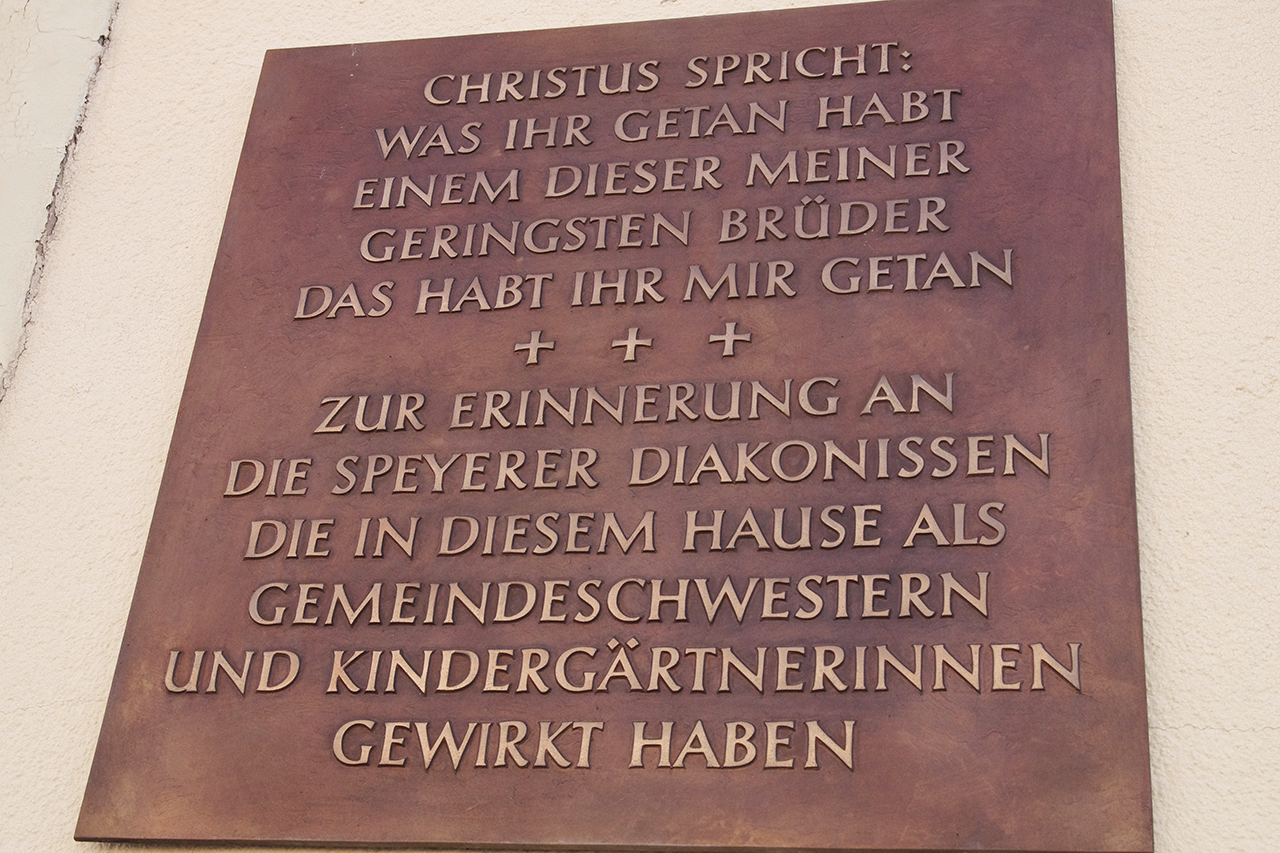 CHRISTUS SPRICHT:
WAS IHR GETAN HABT
EINEM DIESER MEINER
GERINGSTEN BRÜDER
DAS HABT IHR MIR GETAN
+ + +
ZUR ERINNERUNG AN
DIE SPEYERER DIAKONISSEN
DIE IN DIESEM HAUSE ALS
GEMEINDESCHWESTERN
UND KINDERGÄRTNERINNEN
GEWIRKT HABEN